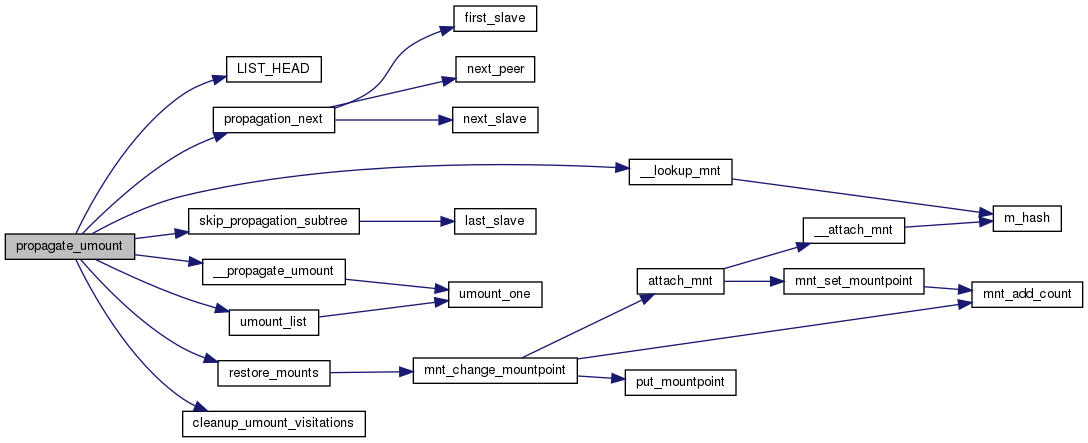 first_slave
LIST_HEAD
next_peer
propagation_next
next_slave
__lookup_mnt
skip_propagation_subtree
last_slave
m_hash
__attach_mnt
propagate_umount
__propagate_umount
attach_mnt
mnt_set_mountpoint
umount_one
mnt_add_count
umount_list
restore_mounts
mnt_change_mountpoint
put_mountpoint
cleanup_umount_visitations